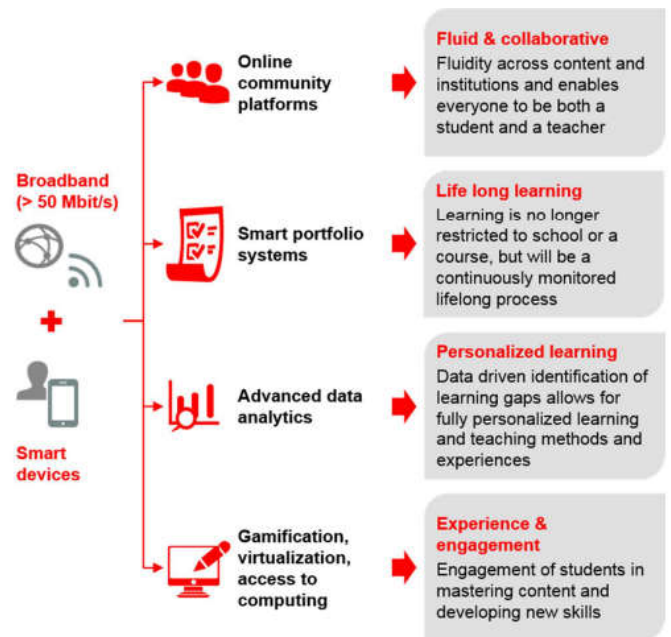 Broadband
(> 50 Mbit/s)
Smart
devices
Online
community
platforms
Fluid & collaborative
Fluidity across content and
institutions and enables
everyone to be both a
student and a teacher
Smart portfolio
systems
Life long learning
Learning is no longer
restricted to school or a
course, but will be a
continuously monitored
lifelong process
Advanced data
analytics
Personalized learning
Data driven identification of
learning gaps allows for
fully personalized learning
and teaching methods and
experiences
Gamification,
virtualization,
access to
computing
Experience &
engagement
Engagement of students in
mastering content and
developing new skills